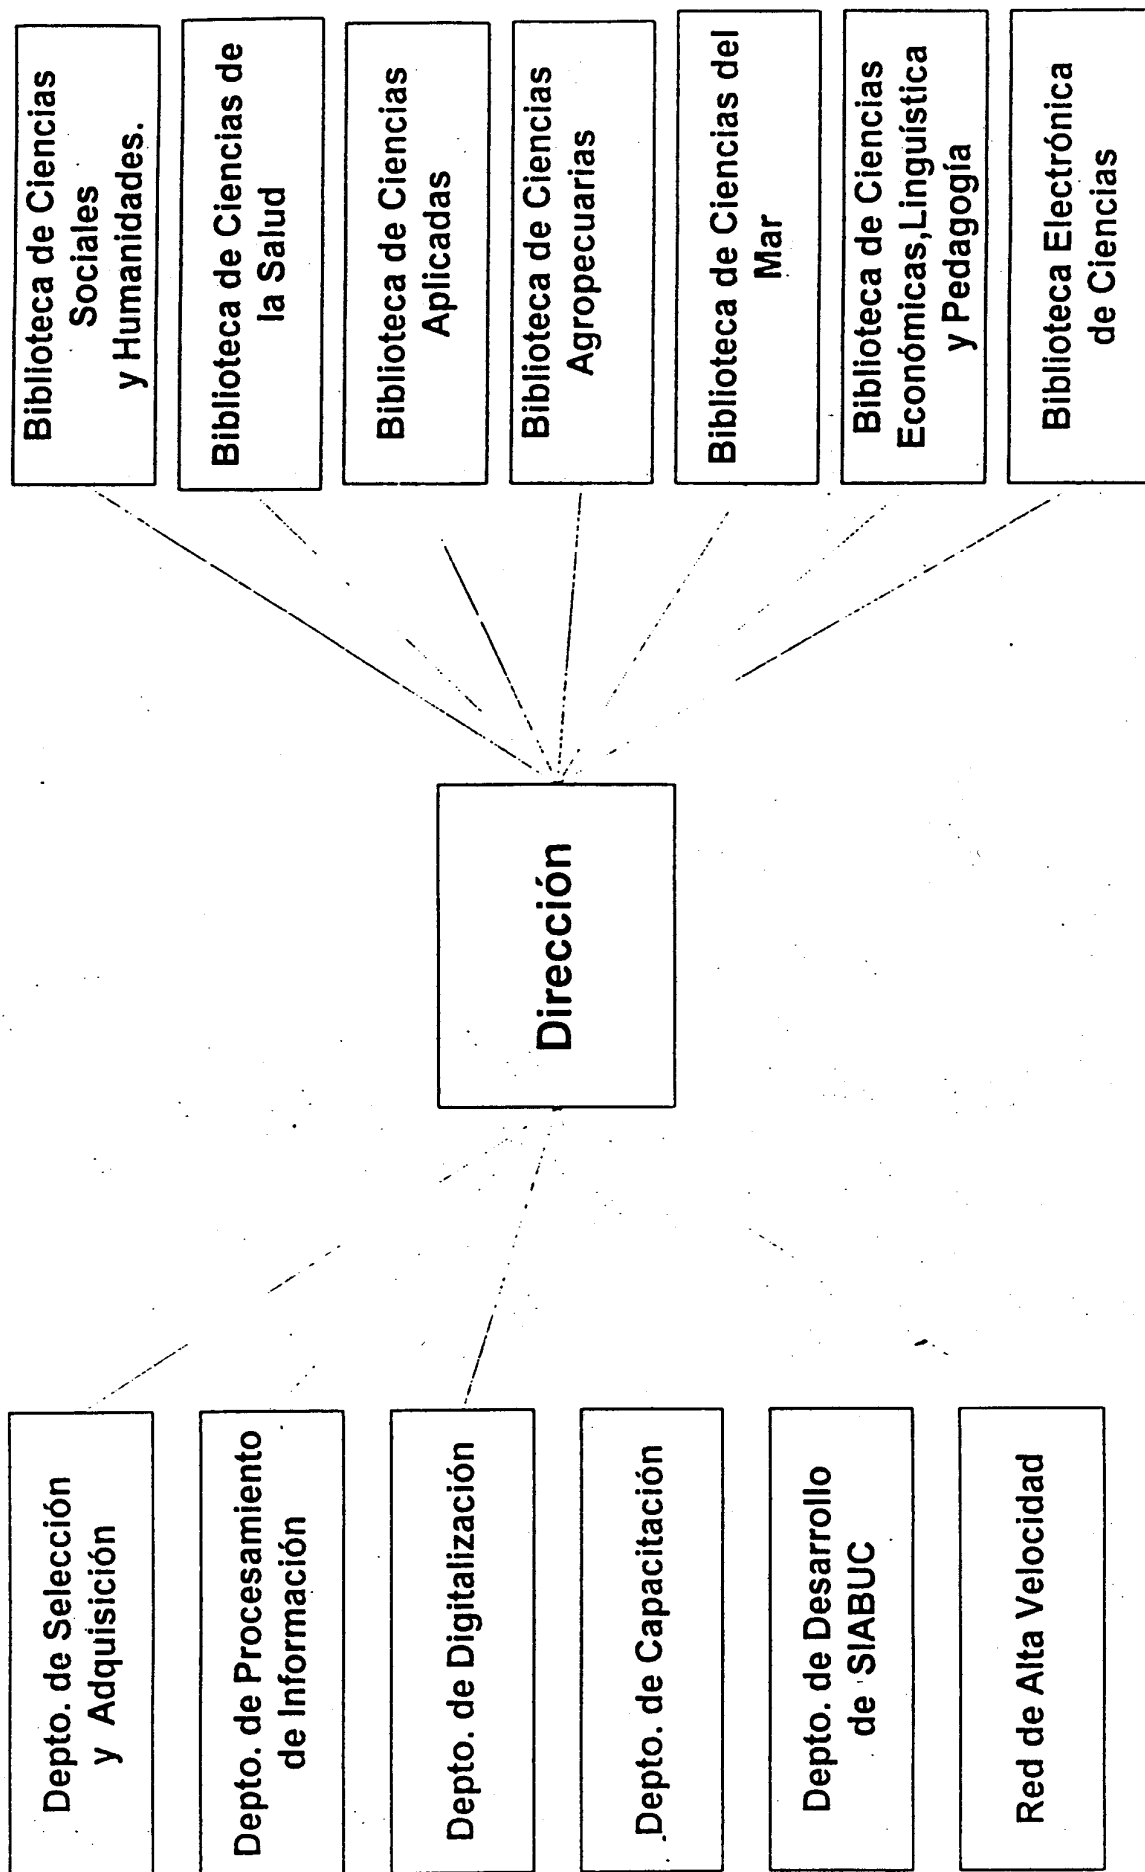 Depto. de Selección
y Adquisición
Depto. de Procesamiento
de Información
Depto. de Digitalización
Depto. de Capacitación
Depto. de Desarrollo
de SIABUC
Red de Alta Velocidad
Dirección
Biblioteca de Ciencias
Sociales
y Humanidades.
Biblioteca de Ciencias de
la Salud
Biblioteca de Ciencias
Aplicadas
Biblioteca de Ciencias
Agropecuarias
Biblioteca de Ciencias del
Mar
Biblioteca de Ciencias
Económicas,Linguística
y Pedagogía
Biblioteca Electrónica
de Ciencias